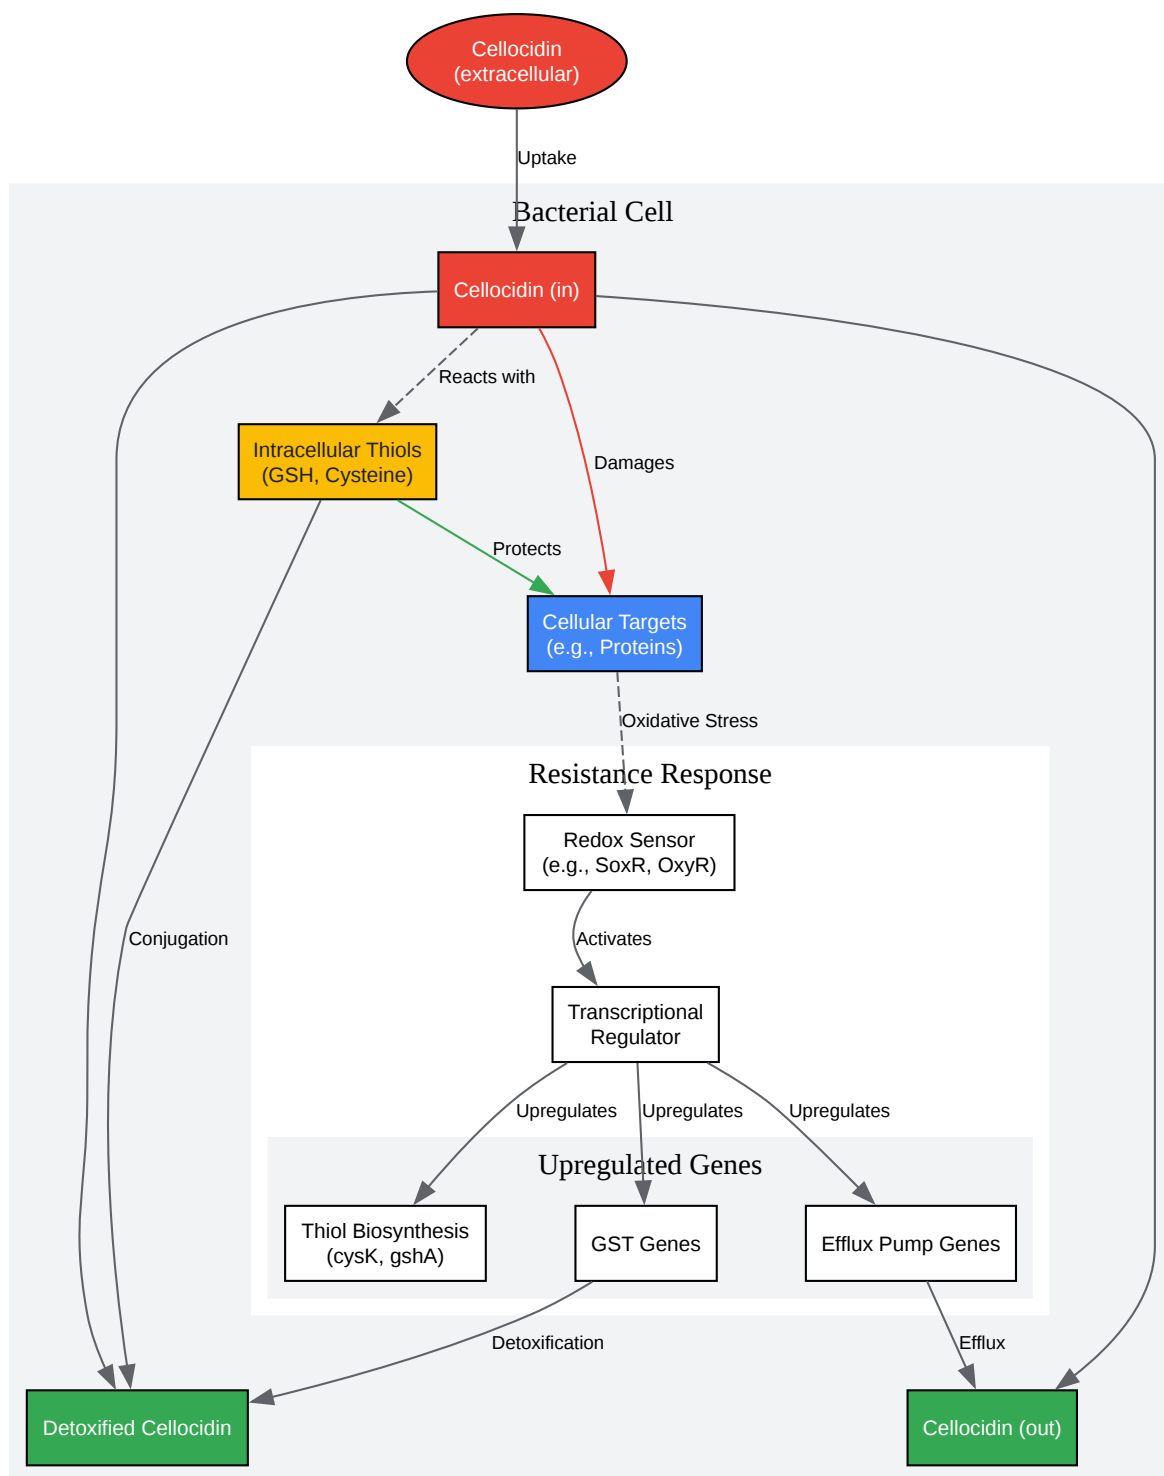 Cellocidin
(extracellular)
Uptake
Bacterial Cell
Cellocidin (in)
Reacts with
Intracellular Thiols
(GSH, Cysteine)
Damages
Protects
Cellular Targets
(e.g., Proteins)
Oxidative Stress
Resistance Response
Redox Sensor
(e.g., SoxR, OxyR)
Conjugation
Activates
Transcriptional
Regulator
Upregulates
Upregulates
Upregulates
Upregulated Genes
Thiol Biosynthesis
(cysK, gshA)
GST Genes
Efflux Pump Genes
Detoxification
Efflux
Detoxified Cellocidin
Cellocidin (out)